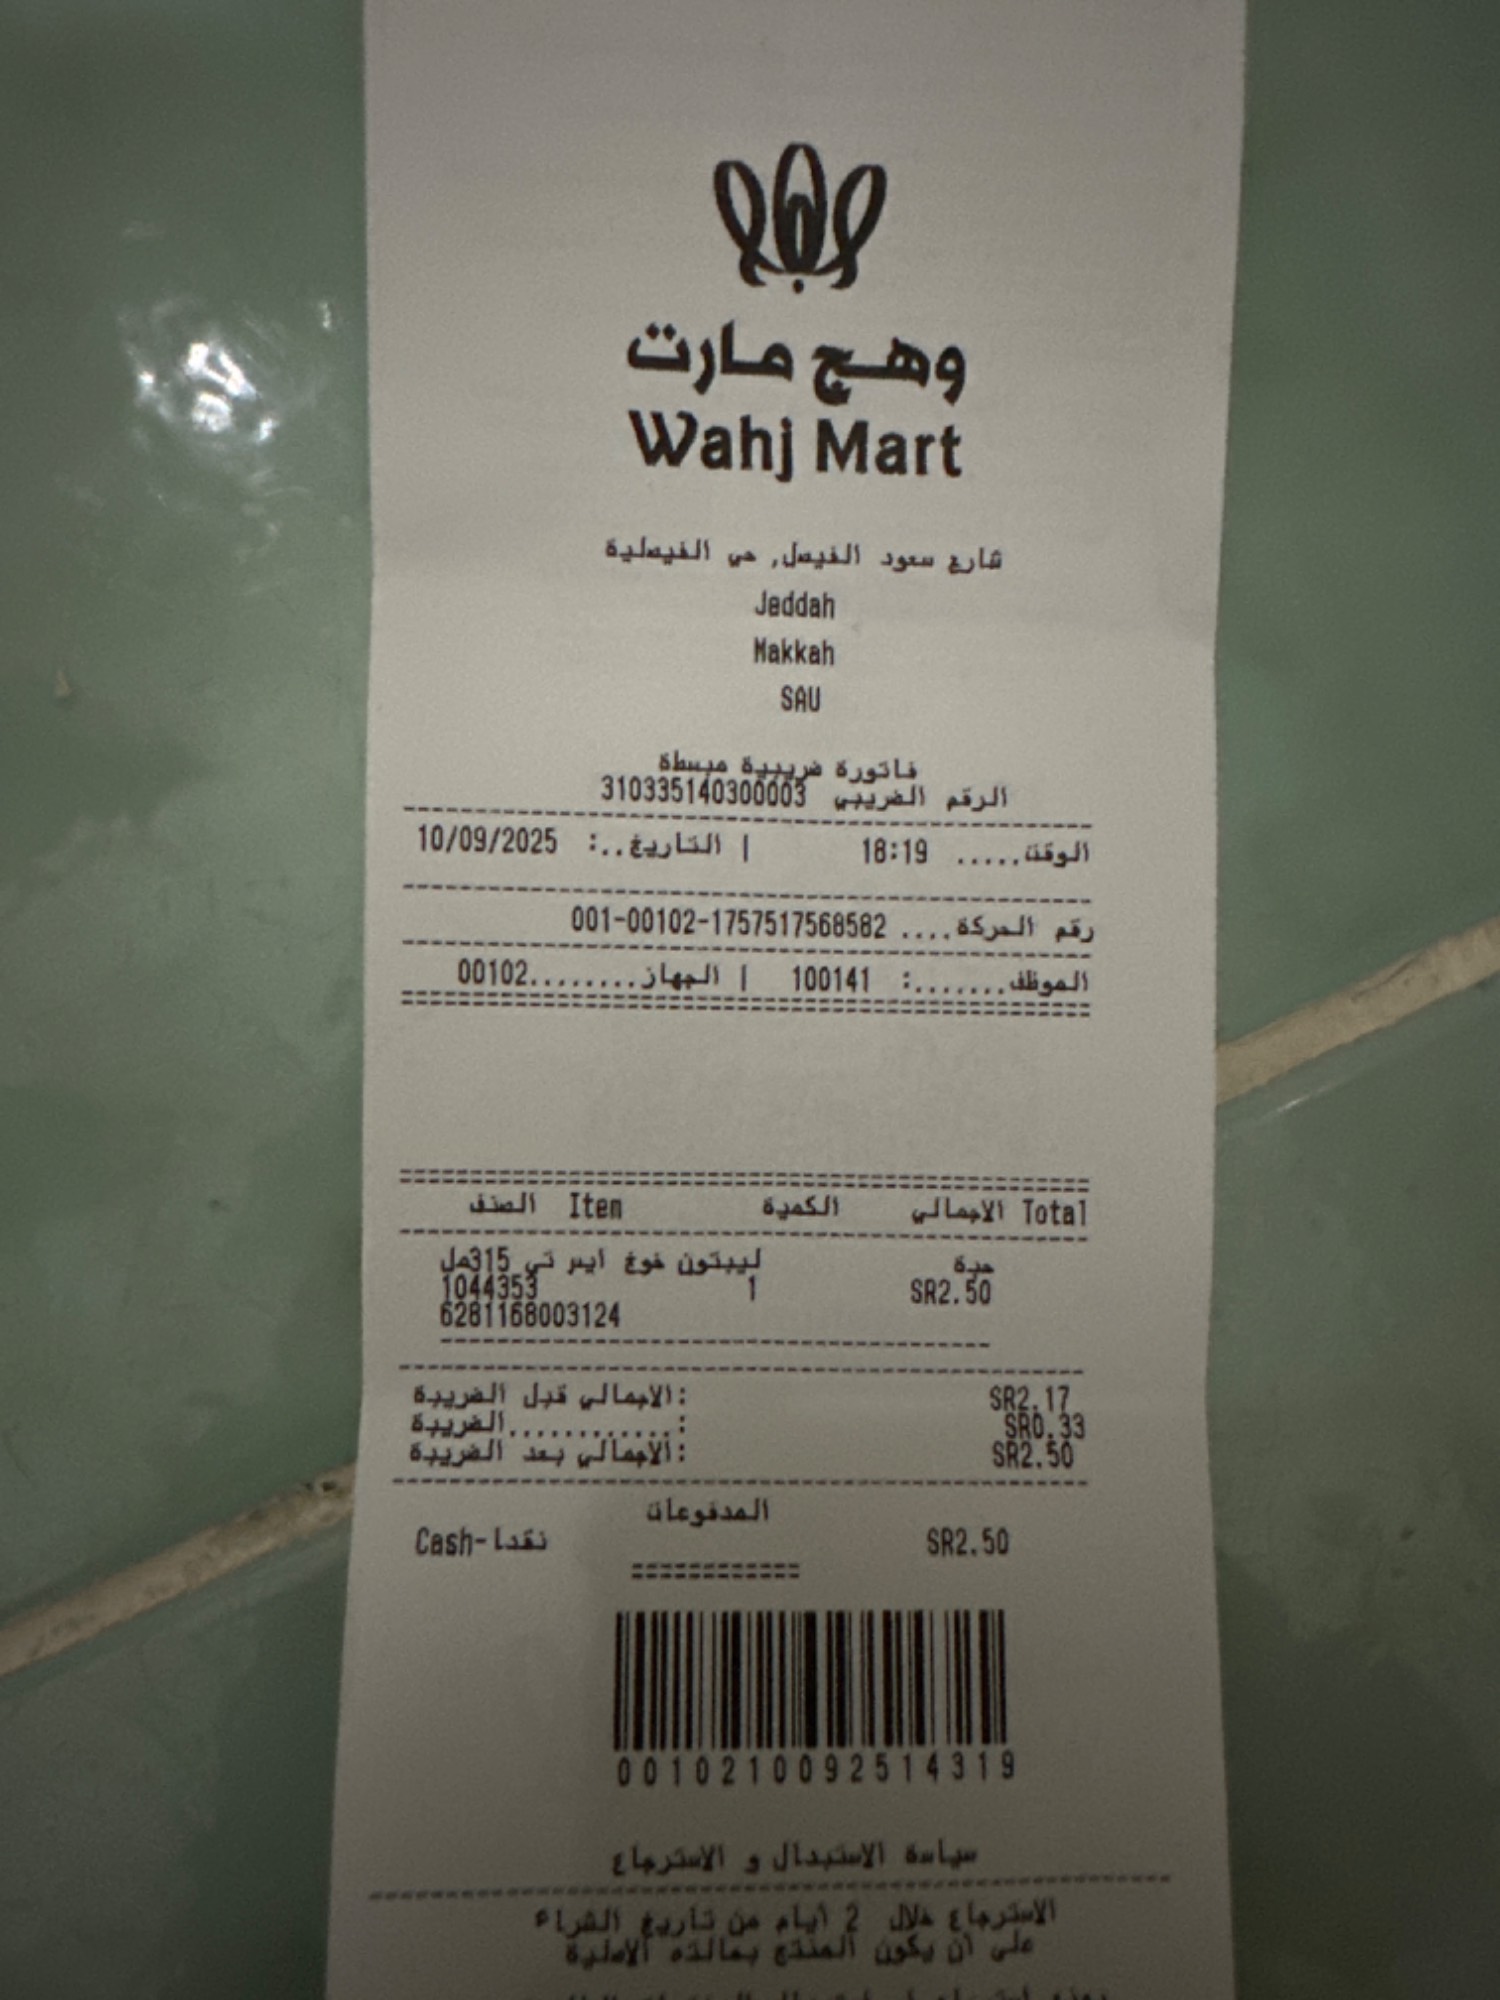 وهج مارت
Wahj Mart
شارع سعود الفيصل, حي الفيصلية
Jeddah
Makkah
SAU
فاتورة ضريبية مبسطة
الرقم الضريبي 310335140300003
الوقت..... 18:19 | التاريخ..: 10/09/2025
رقم الحركة.... 001-00102-1757517568582
الموظف.......: 100141 | الجهاز........00102
الصنف Item الكمية الاجمالي Total
ليبتون خوخ ايس تي 315مل حبة
1044353 1 SR2.50
6281168003124
الاجمالي قبل الضريبة: SR2.17
الضريبة............: SR0.33
الاجمالي بعد الضريبة: SR2.50
المدفوعات
Cash-نقدا SR2.50
0010210092514319
سياسة الاستبدال و الاسترجاع
الاسترجاع خلال 2 أيام من تاريخ الشراء
على أن يكون المنتج بحالته الاصلية